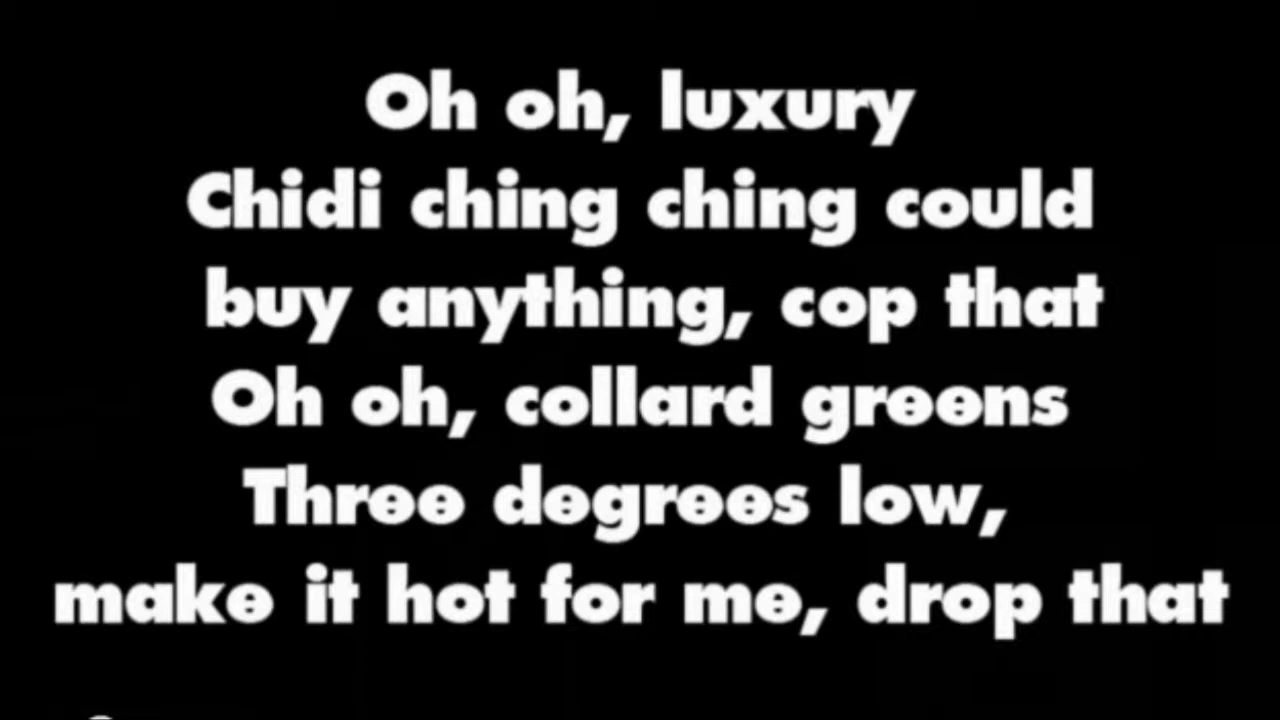 Oh oh, luxury
Chidi ching ching could
buy anything, cop that
Oh oh, collard greens
Three degrees low,
make it hot for me, drop that